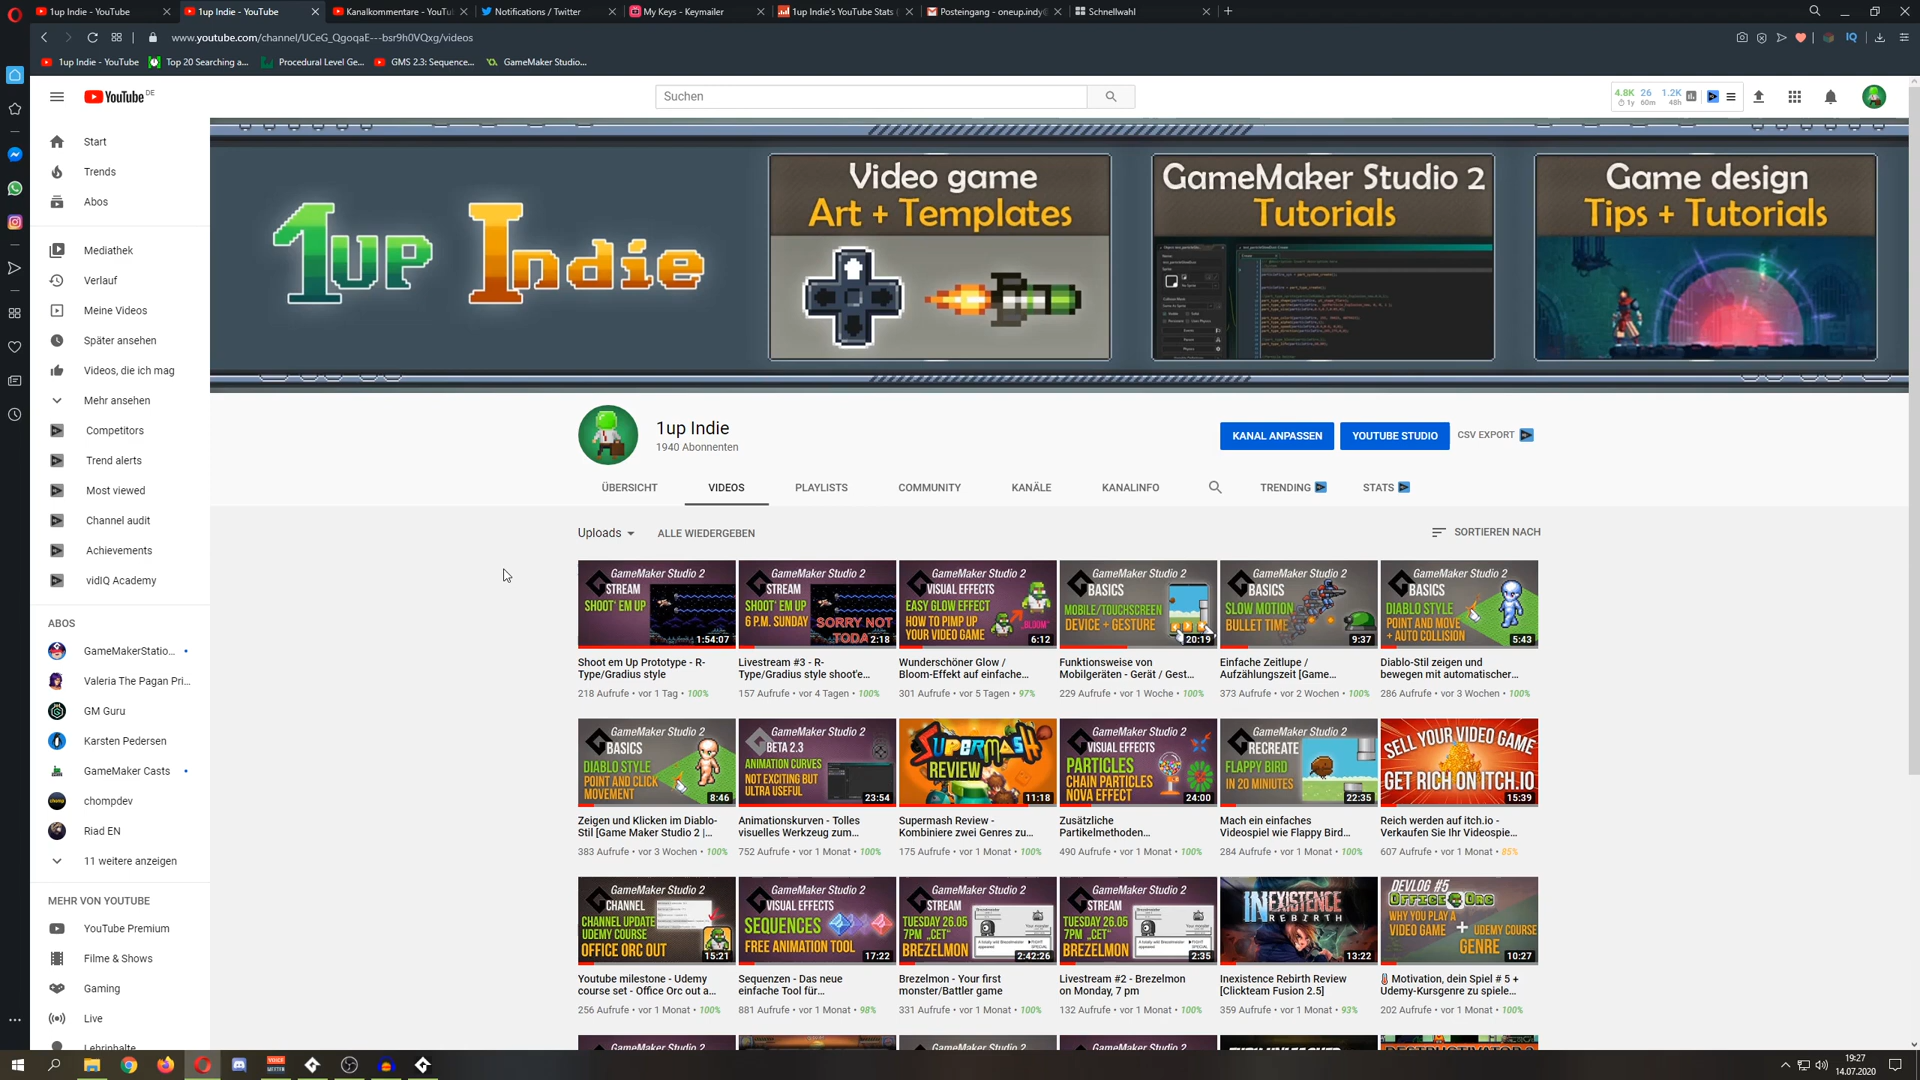 1up Indie - YouTube
1up Indie - YouTube
Kanalkommentare - YouTu
Notifications / Twitter
My Keys - Keymailer
1up Indie's YouTube Stats
Posteingang - oneup.indy@
Schnellwahl
www.youtube.com/channel/UCeG_QgoqaE---bsr9h0VQxg/videos
1up Indie - YouTube
Top 20 Searching a...
Procedural Level Ge...
GMS 2.3: Sequence...
GameMaker Studio...
YouTube DE
Suchen
4.8K 26 1.2K
1y 60m 48h
Start
Trends
Abos
Mediathek
Verlauf
Meine Videos
Später ansehen
Videos, die ich mag
Mehr ansehen
Competitors
Trend alerts
Most viewed
Channel audit
Achievements
vidIQ Academy
ABOS
GameMakerStatio...
Valeria The Pagan Pri...
GM Guru
Karsten Pedersen
GameMaker Casts
chompdev
Riad EN
11 weitere anzeigen
MEHR VON YOUTUBE
YouTube Premium
Filme & Shows
Gaming
Live
Lehrinhalte
1up Indie
Video game
Art + Templates
GameMaker Studio 2
Tutorials
Game design
Tips + Tutorials
1up Indie
1940 Abonnenten
KANAL ANPASSEN
YOUTUBE STUDIO
CSV EXPORT
ÜBERSICHT
VIDEOS
PLAYLISTS
COMMUNITY
KANÄLE
KANALINFO
TRENDING
STATS
Uploads
ALLE WIEDERGEBEN
SORTIEREN NACH
GameMaker Studio 2
STREAM
SHOOT' EM UP
1:54:07
Shoot em Up Prototype - R-
Type/Gradius style
218 Aufrufe • vor 1 Tag • 100%
GameMaker Studio 2
STREAM
SHOOT' EM UP
6 P.M. SUNDAY
SORRY NOT
TODAY
2:18
Livestream #3 - R-
Type/Gradius style shoot'e...
157 Aufrufe • vor 4 Tagen • 100%
GameMaker Studio 2
VISUAL EFFECTS
EASY GLOW EFFECT
HOW TO PIMP UP
YOUR VIDEO GAME
„BLOOM"
6:12
Wunderschöner Glow /
Bloom-Effekt auf einfache...
301 Aufrufe • vor 5 Tagen • 97%
GameMaker Studio 2
BASICS
MOBILE/TOUCHSCREEN
DEVICE + GESTURE
20:19
Funktionsweise von
Mobilgeräten - Gerät / Gest...
229 Aufrufe • vor 1 Woche • 100%
GameMaker Studio 2
BASICS
SLOW MOTION
BULLET TIME
9:37
Einfache Zeitlupe /
Aufzählungszeit [Game...
373 Aufrufe • vor 2 Wochen • 100%
GameMaker Studio 2
BASICS
DIABLO STYLE
POINT AND MOVE
+ AUTO COLLISION
5:43
Diablo-Stil zeigen und
bewegen mit automatischer...
286 Aufrufe • vor 3 Wochen • 100%
GameMaker Studio 2
BASICS
DIABLO STYLE
POINT AND CLICK
MOVEMENT
8:46
Zeigen und Klicken im Diablo-
Stil [Game Maker Studio 2 |...
383 Aufrufe • vor 3 Wochen • 100%
GameMaker Studio 2
BETA 2.3
ANIMATION CURVES
NOT EXCITING BUT
ULTRA USEFUL
23:54
Animationskurven - Tolles
visuelles Werkzeug zum...
752 Aufrufe • vor 1 Monat • 100%
SUPERMASH
REVIEW
11:18
Supermash Review -
Kombiniere zwei Genres zu...
175 Aufrufe • vor 1 Monat • 100%
GameMaker Studio 2
VISUAL EFFECTS
PARTICLES
CHAIN PARTICLES
NOVA EFFECT
24:00
Zusätzliche
Partikelmethoden...
490 Aufrufe • vor 1 Monat • 100%
GameMaker Studio 2
RECREATE
FLAPPY BIRD
IN 20 MINUTES
22:35
Mach ein einfaches
Videospiel wie Flappy Bird...
284 Aufrufe • vor 1 Monat • 100%
SELL YOUR VIDEO GAME
GET RICH ON ITCH.IO
15:39
Reich werden auf itch.io -
Verkaufen Sie Ihr Videospie...
607 Aufrufe • vor 1 Monat • 85%
GameMaker Studio 2
CHANNEL
CHANNEL UPDATE
UDEMY COURSE
OFFICE ORC OUT
15:21
Youtube milestone - Udemy
course set - Office Orc out a...
256 Aufrufe • vor 1 Monat • 100%
GameMaker Studio 2
VISUAL EFFECTS
SEQUENCES
FREE ANIMATION TOOL
17:22
Sequenzen - Das neue
einfache Tool für...
881 Aufrufe • vor 1 Monat • 98%
GameMaker Studio 2
STREAM
TUESDAY 26.05
7PM „CET"
BREZELMON
2:42:26
Brezelmon - Your first
monster/Battler game
331 Aufrufe • vor 1 Monat • 100%
GameMaker Studio 2
STREAM
TUESDAY 26.05
7PM „CET"
BREZELMON
2:35
Livestream #2 - Brezelmon
on Monday, 7 pm
132 Aufrufe • vor 1 Monat • 100%
INEXISTENCE
REBIRTH
13:22
Inexistence Rebirth Review
[Clickteam Fusion 2.5]
359 Aufrufe • vor 1 Monat • 93%
DEVLOG #5
OFFICE ORC
WHY YOU PLAY A
VIDEO GAME
+ UDEMY COURSE
GENRE
10:27
Motivation, dein Spiel # 5 +
Udemy-Kursgenre zu spiele...
202 Aufrufe • vor 1 Monat • 100%
GameMaker Studio 2
GameMaker Studio 2
GameMaker Studio 2
19:27
14.07.2020